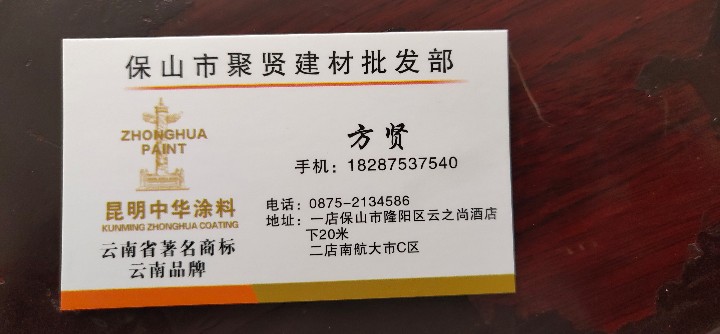 保山市聚贤建材批发部
ZHONGHUA
PAINT
昆明中华涂料
KUNMING ZHONGHUA COATING
云南省著名商标
云南品牌
方贤
手机：18287537540
电话：0875-2134586
地址：一店保山市隆阳区云之尚酒店
下20米
二店南航大市C区